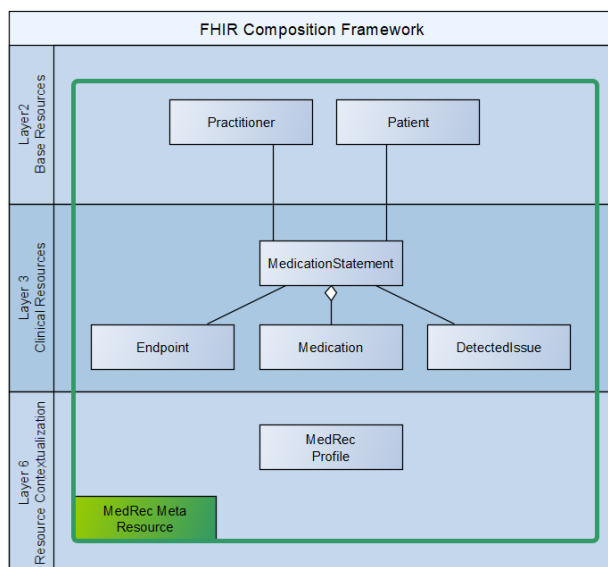 FHIR Composition Framework
Layer2
Base Resources
Practitioner
Patient
Layer 3
Clinical Resources
MedicationStatement
Endpoint
Medication
DetectedIssue
Layer 6
Resource Contextualization
MedRec
Profile
MedRec Meta
Resource